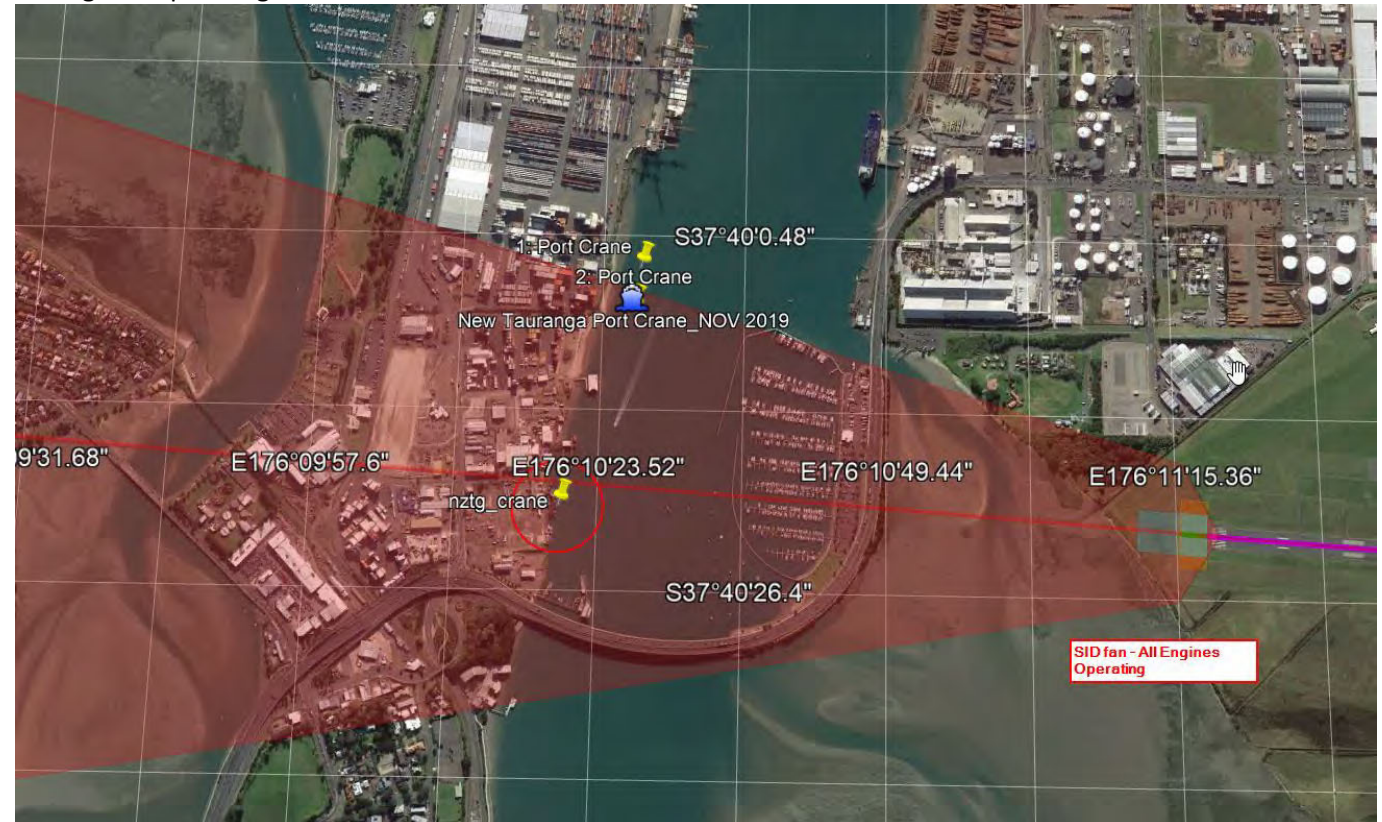 1: Port Crane
S37°40'0.48"
2: Port Crane
New Tauranga Port Crane_NOV 2019
9'31.68"
E176°09'57.6"
E176°10'23.52"
E176°10'49.44"
E176°11'15.36"
nztg_crane
S37°40'26.4"
SID fan - All Engines
Operating